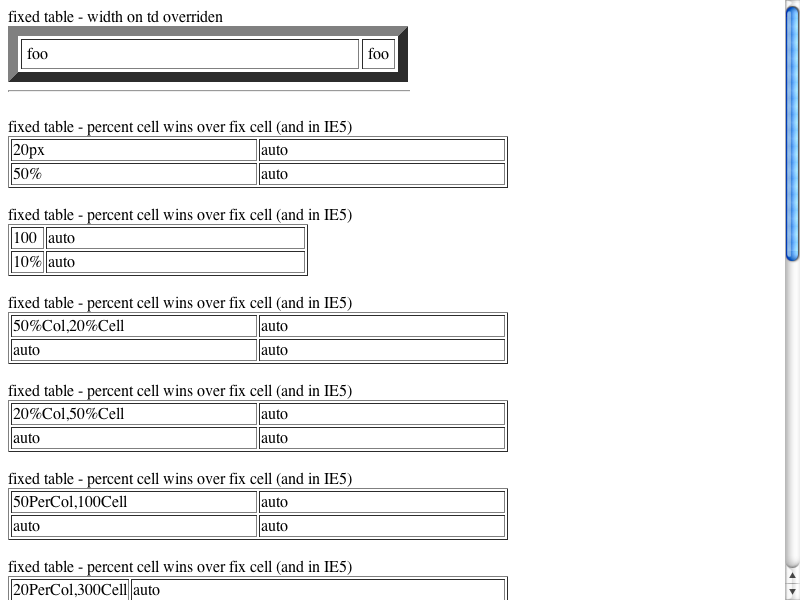 fixed table - width on td overriden
foo foo
fixed table - percent cell wins over fix cell (and in IE5)
20px auto
50% auto
fixed table - percent cell wins over fix cell (and in IE5)
100 auto
10% auto
fixed table - percent cell wins over fix cell (and in IE5)
50%Col,20%Cell auto
auto auto
fixed table - percent cell wins over fix cell (and in IE5)
20%Col,50%Cell auto
auto auto
fixed table - percent cell wins over fix cell (and in IE5)
50PerCol,100Cell auto
auto auto
fixed table - percent cell wins over fix cell (and in IE5)
20PerCol,300Cell auto